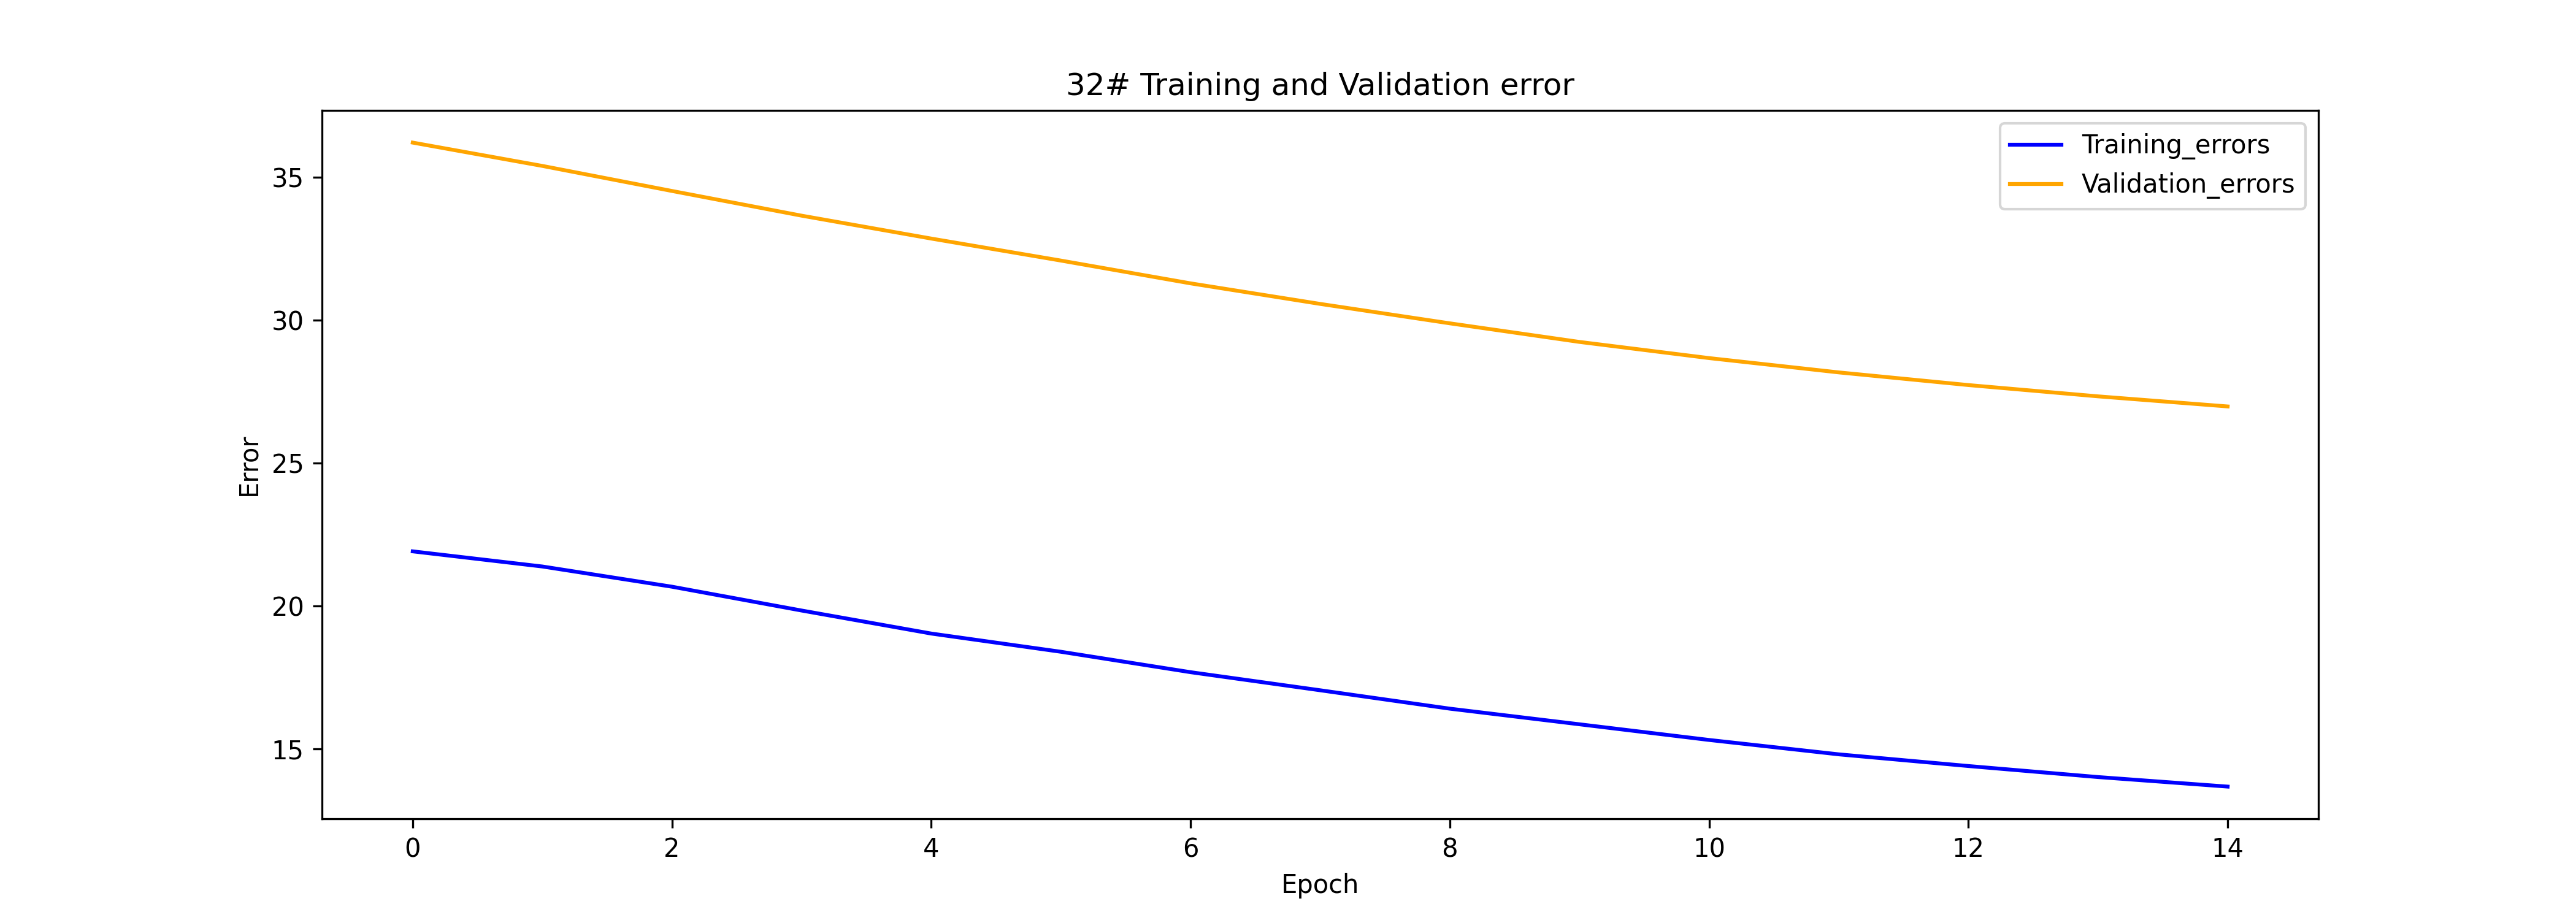 32# Training and Validation error
Training_errors
Validation_errors
Error
35
30
25
20
15
0 2 4 6 8 10 12 14
Epoch